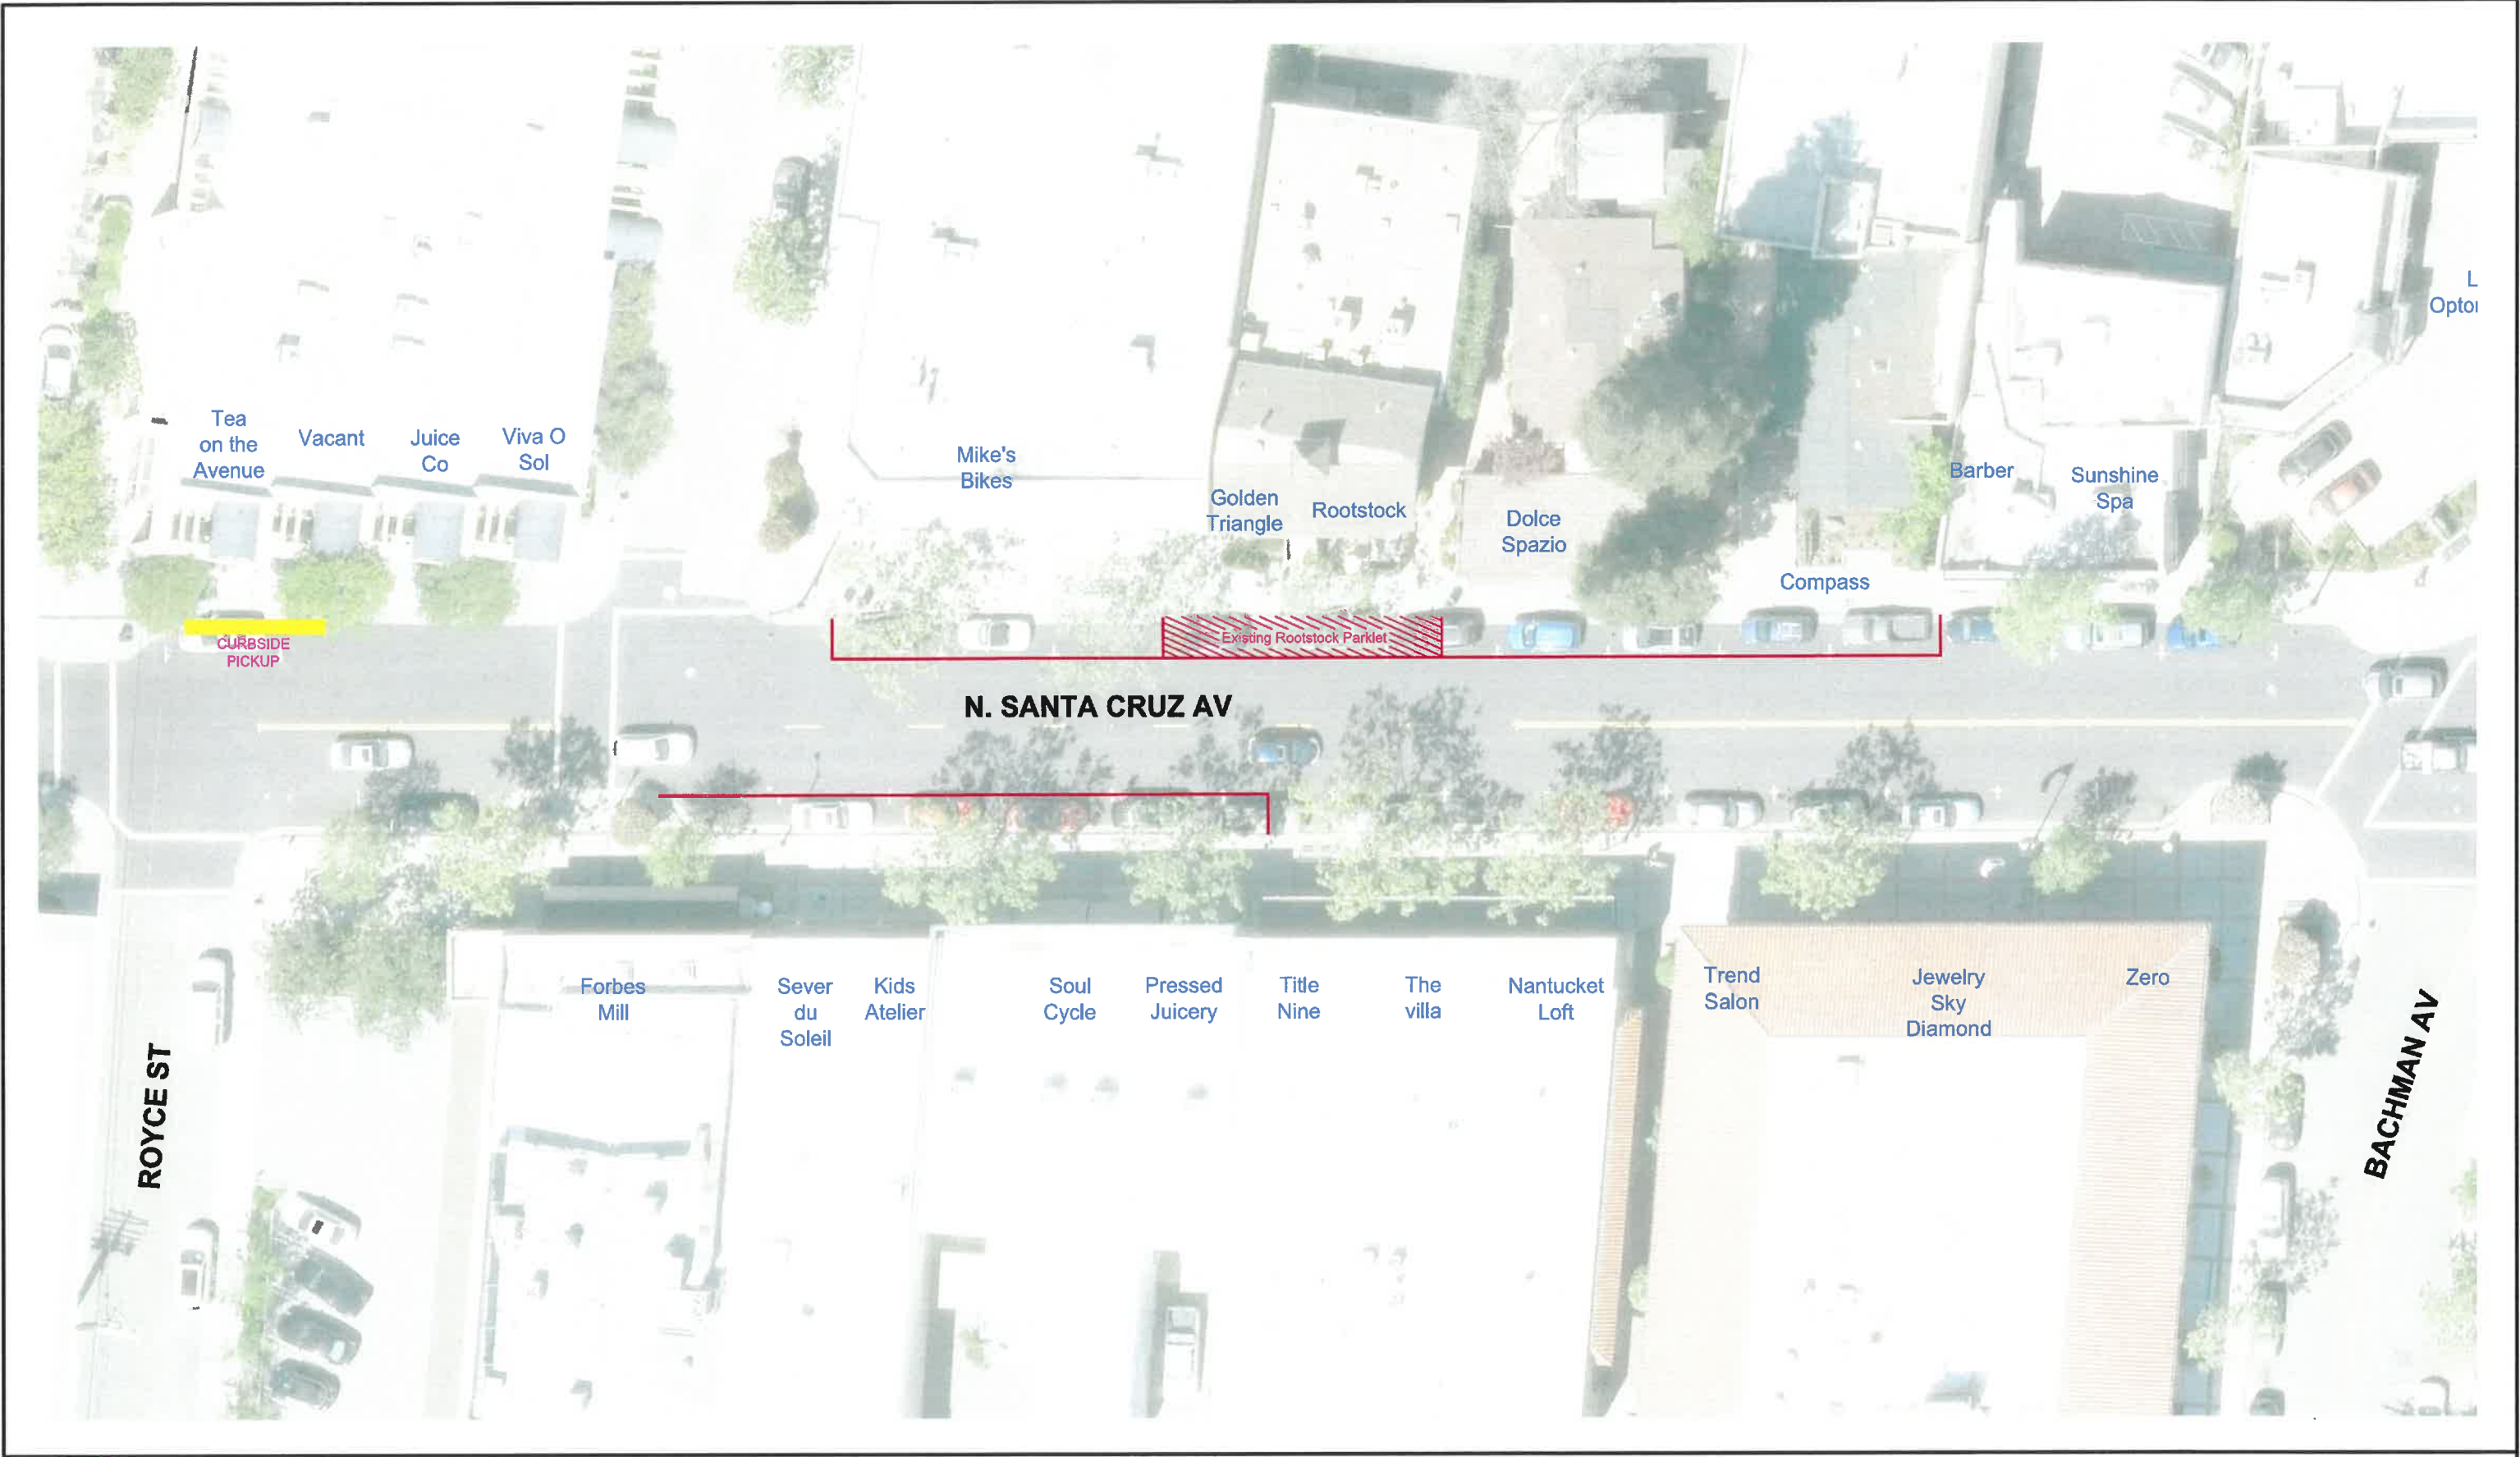 L
Optor
Tea
on the
Avenue
Vacant
Juice
Co
Viva O
Sol
Mike's
Bikes
Golden
Triangle
Rootstock
Dolce
Spazio
Compass
Barber
Sunshine
Spa
CURBSIDE
PICKUP
Existing Rootstock Parklet
N. SANTA CRUZ AV
Forbes
Mill
Sever
du
Soleil
Kids
Atelier
Soul
Cycle
Pressed
Juicery
Title
Nine
The
villa
Nantucket
Loft
Trend
Salon
Jewelry
Sky
Diamond
Zero
ROYCE ST
BACHMAN AV